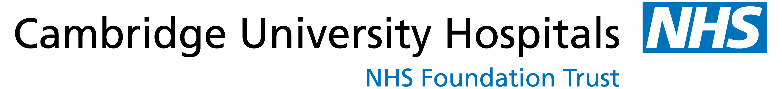 Cambridge University Hospitals NHS
NHS Foundation Trust